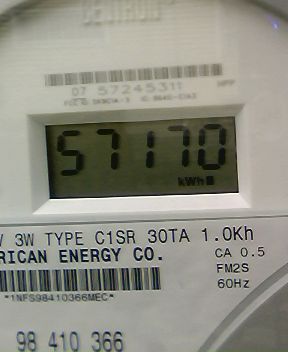 CENTRON
07 57245311
57170
kWh
V 3W TYPE C1SR 30TA 1.0Kh
RICAN ENERGY CO.
CA 0.5
FM2S
60Hz
*1NFS98410366MEC*
98 410 366